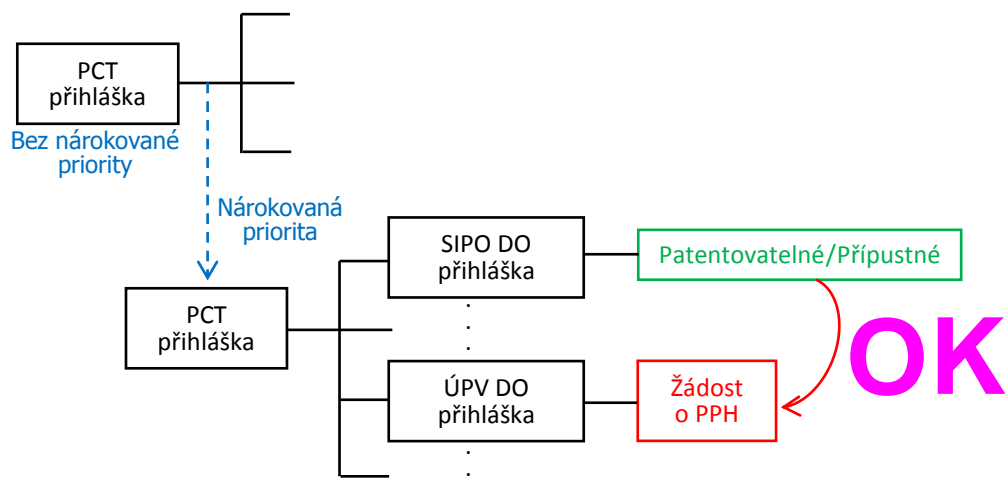 PCT
přihláška
Bez nárokované
priority
Nárokovaná
priorita
SIPO DO
přihláška
Patentovatelné/Přípustné
PCT
přihláška
OK
ÚPV DO
přihláška
Žádost
o PPH